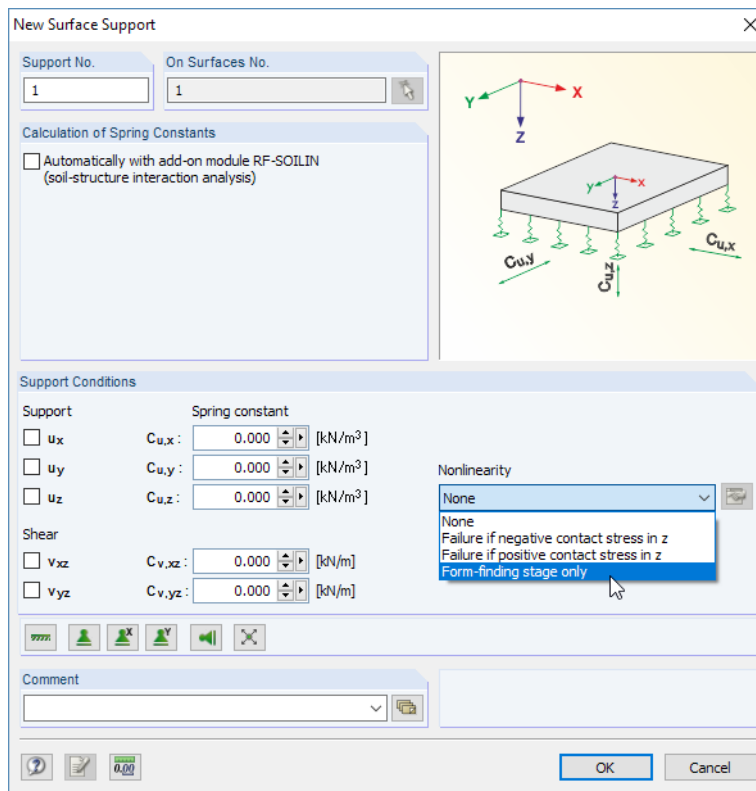 New Surface Support
Support No.
On Surfaces No.
1
1
Calculation of Spring Constants
Automatically with add-on module RF-SOILIN
(soil-structure interaction analysis)
Y
X
Z
y
x
z
Cu,y
Cu,z
Cu,x
Support Conditions
Support
Spring constant
ux
Cu,x :
0.000
[kN/m³]
uy
Cu,y :
0.000
[kN/m³]
uz
Cu,z :
0.000
[kN/m³]
Shear
vxz
Cv,xz :
0.000
[kN/m]
vyz
Cv,yz :
0.000
[kN/m]
Nonlinearity
None
None
Failure if negative contact stress in z
Failure if positive contact stress in z
Form-finding stage only
X
Y
Comment
0.00
OK
Cancel